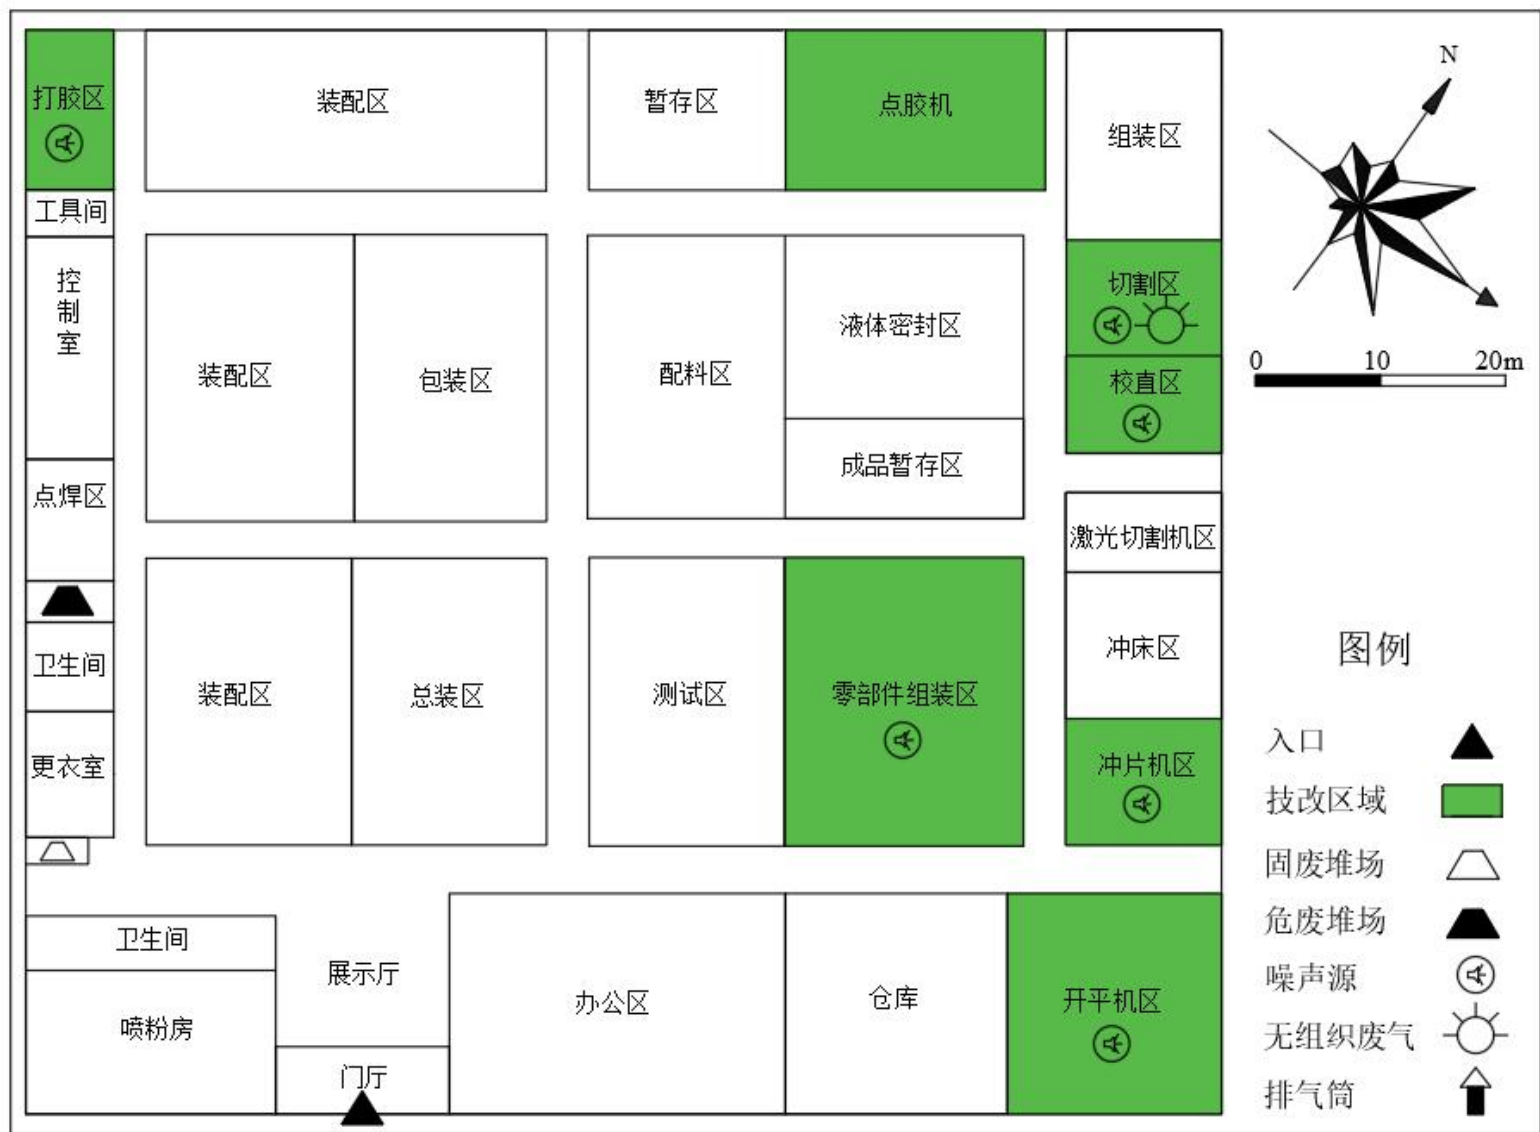 打胶区
装配区
暂存区
点胶机
组装区
N
工具间
控
制
室
装配区
包装区
配料区
液体密封区
成品暂存区
切割区
校直区
0 10 20m
点焊区
激光切割机区
卫生间
装配区
总装区
测试区
零部件组装区
冲床区
冲片机区
更衣室
图例
入口
技改区域
固废堆场
危废堆场
噪声源
无组织废气
排气筒
卫生间
喷粉房
展示厅
门厅
办公区
仓库
开平机区